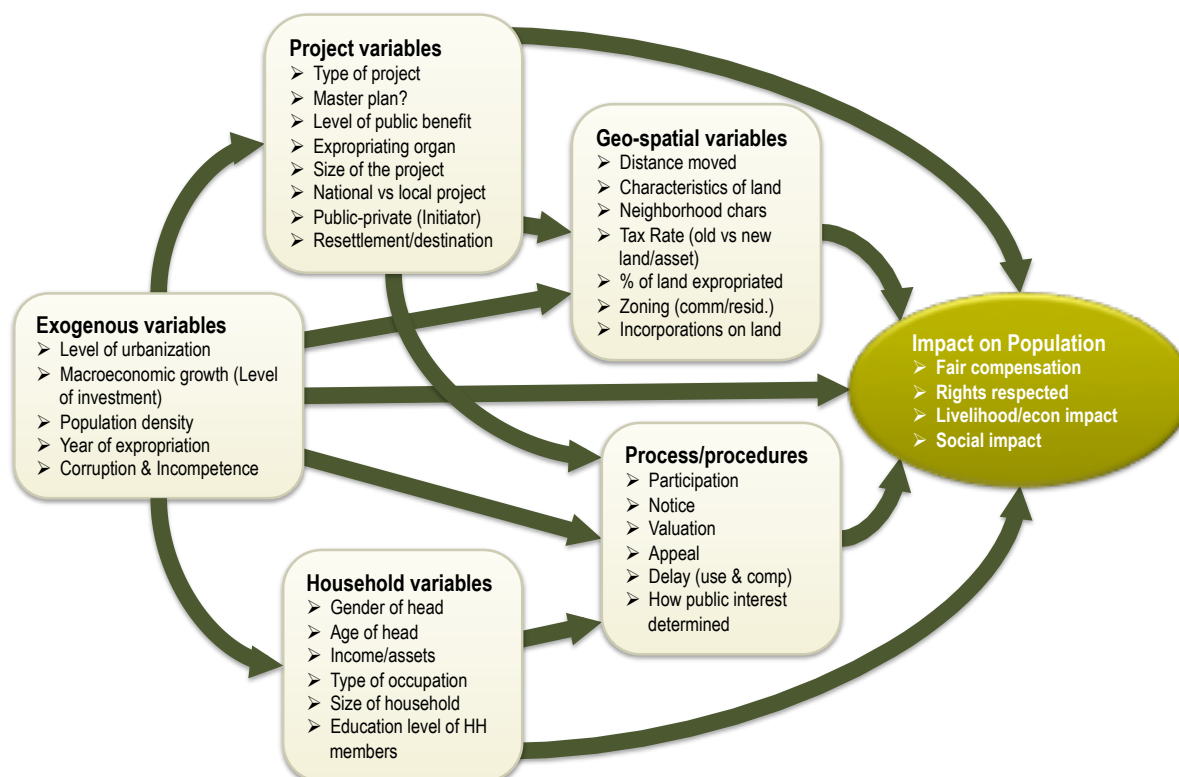 Project variables
➢ Type of project
➢ Master plan?
➢ Level of public benefit
➢ Expropriating organ
➢ Size of the project
➢ National vs local project
➢ Public-private (Initiator)
➢ Resettlement/destination
Geo-spatial variables
➢ Distance moved
➢ Characteristics of land
➢ Neighborhood chars
➢ Tax Rate (old vs new
land/asset)
➢ % of land expropriated
➢ Zoning (comm/resid.)
➢ Incorporations on land
Exogenous variables
➢ Level of urbanization
➢ Macroeconomic growth (Level
of investment)
➢ Population density
➢ Year of expropriation
➢ Corruption & Incompetence
Impact on Population
➢ Fair compensation
➢ Rights respected
➢ Livelihood/econ impact
➢ Social impact
Process/procedures
➢ Participation
➢ Notice
➢ Valuation
➢ Appeal
➢ Delay (use & comp)
➢ How public interest
determined
Household variables
➢ Gender of head
➢ Age of head
➢ Income/assets
➢ Type of occupation
➢ Size of household
➢ Education level of HH
members